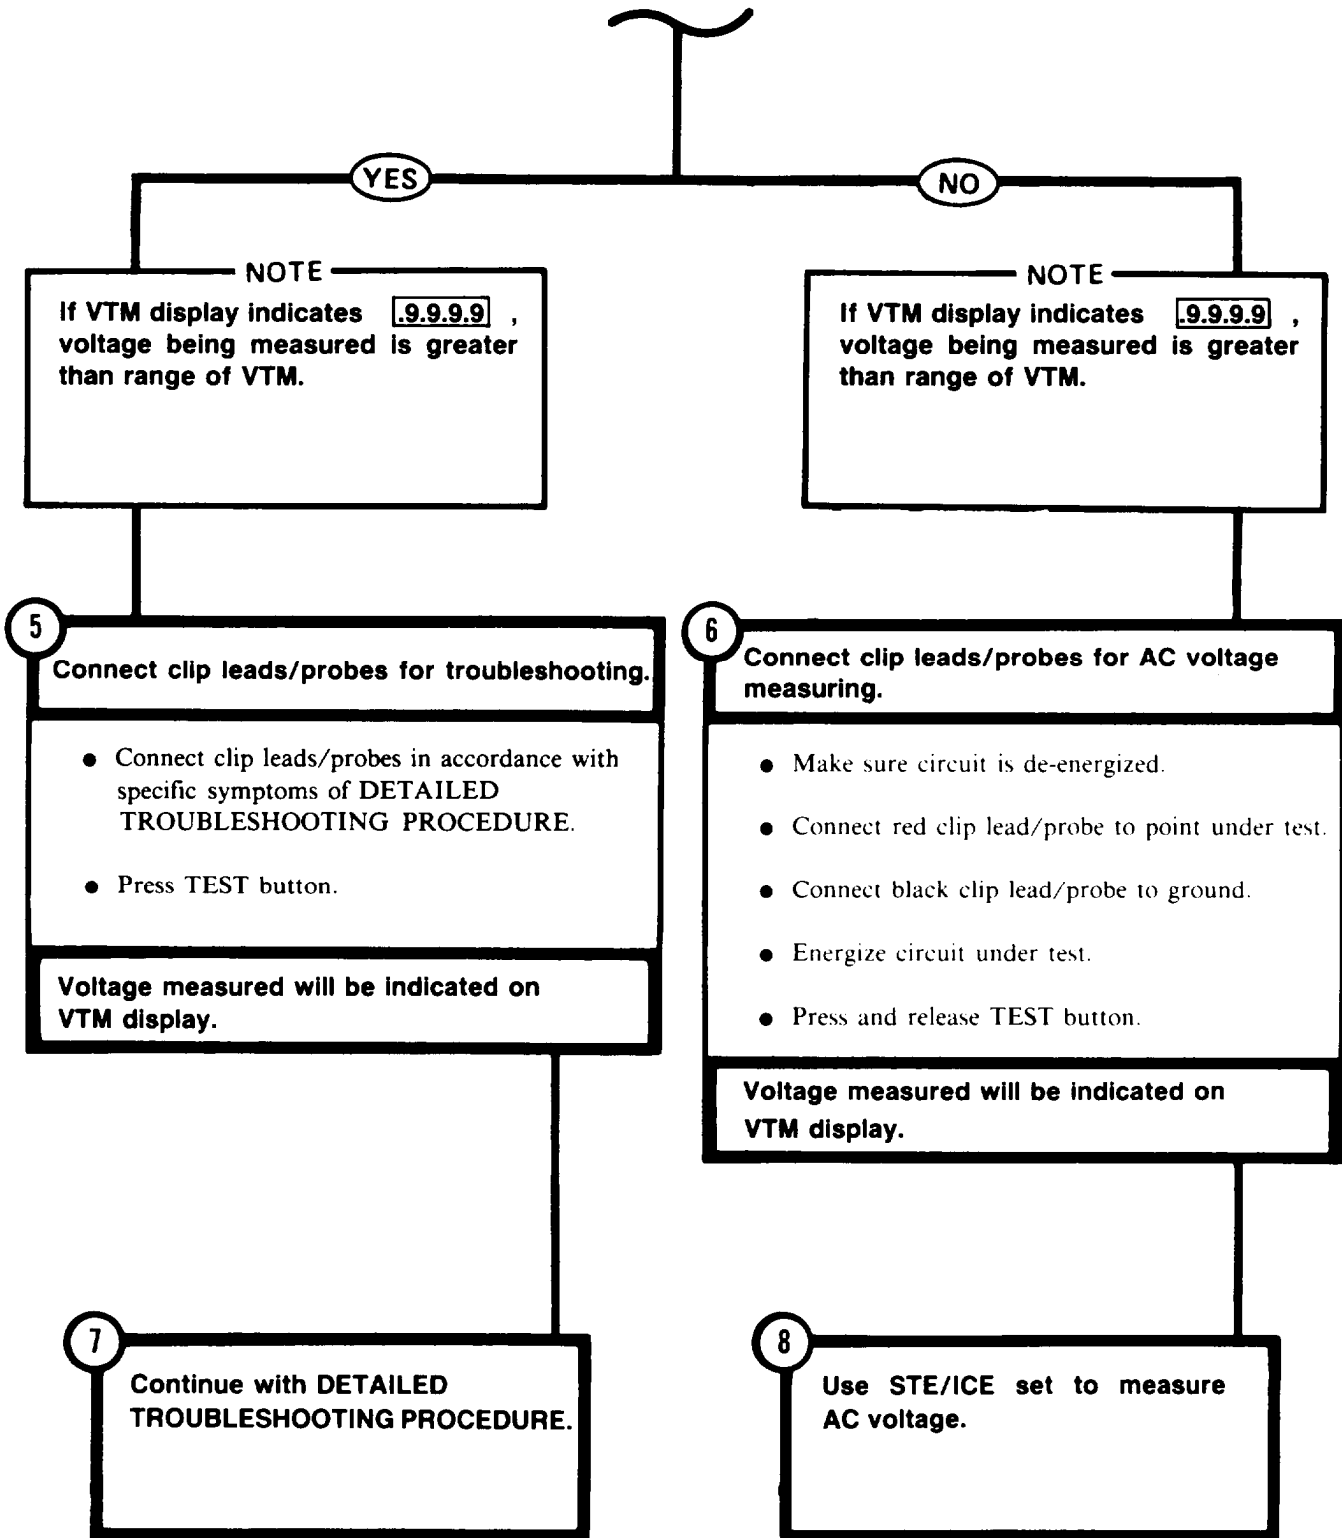 YES
NO
NOTE
If VTM display indicates .9.9.9.9 ,
voltage being measured is greater
than range of VTM.
NOTE
If VTM display indicates .9.9.9.9 ,
voltage being measured is greater
than range of VTM.
5
Connect clip leads/probes for troubleshooting.
● Connect clip leads/probes in accordance with
specific symptoms of DETAILED
TROUBLESHOOTING PROCEDURE.
● Press TEST button.
Voltage measured will be indicated on
VTM display.
6
Connect clip leads/probes for AC voltage
measuring.
● Make sure circuit is de-energized.
● Connect red clip lead/probe to point under test.
● Connect black clip lead/probe to ground.
● Energize circuit under test.
● Press and release TEST button.
Voltage measured will be indicated on
VTM display.
7
Continue with DETAILED
TROUBLESHOOTING PROCEDURE.
8
Use STE/ICE set to measure
AC voltage.